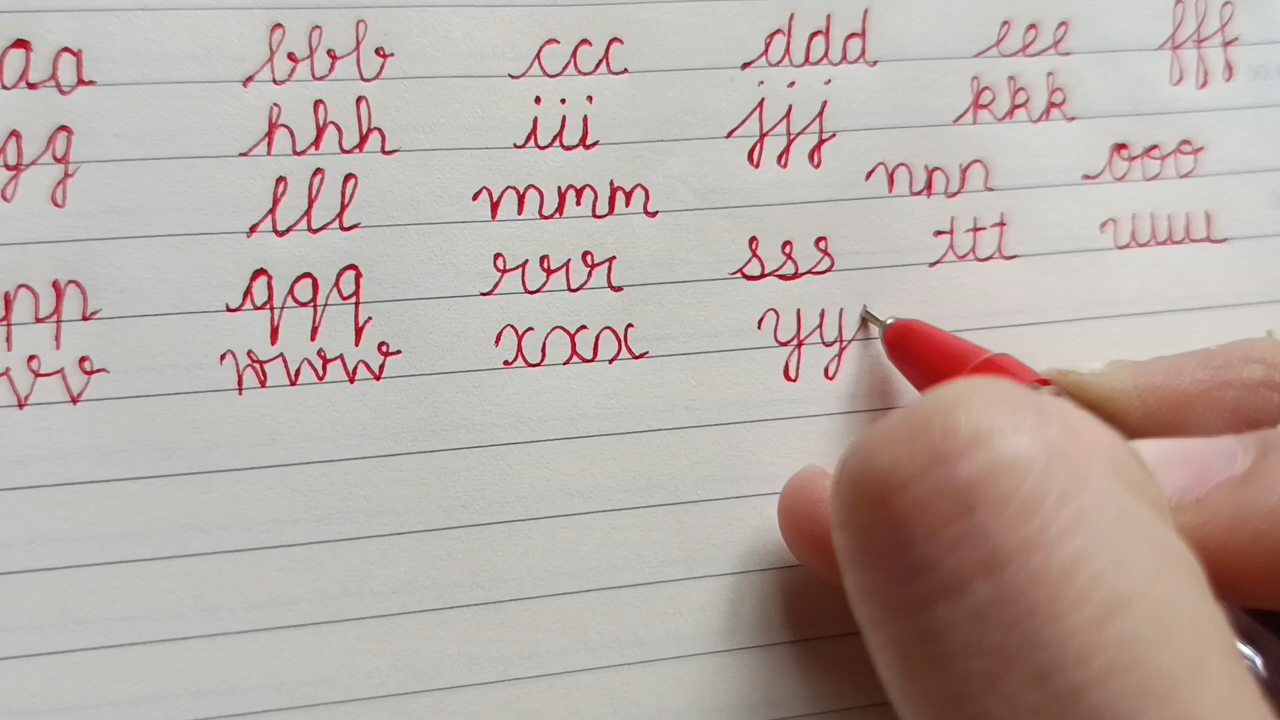 aa bbb ccc ddd eee fff
gg hhh iii jjj kkk
lll mmm nnn ooo
pp qqq rrr sss ttt uuu
vv www xxx yy